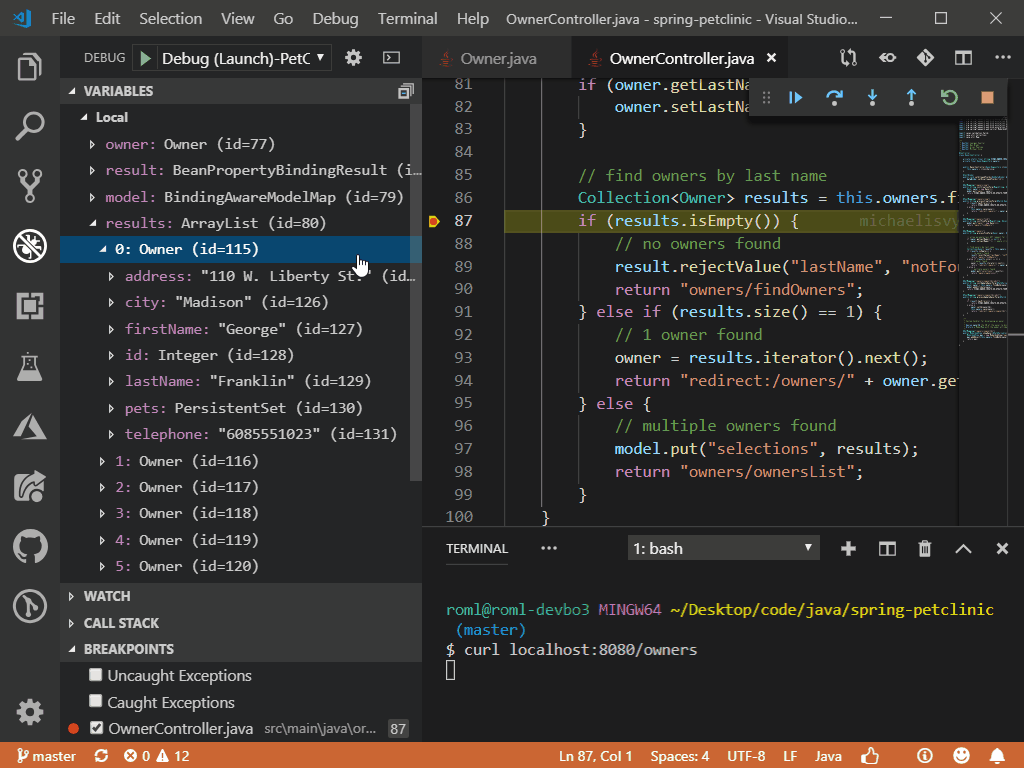 File Edit Selection View Go Debug Terminal Help OwnerController.java - spring-petclinic - Visual Studio...
DEBUG Debug (Launch)-PetC
VARIABLES
Local
owner: Owner (id=77)
result: BeanPropertyBindingResult (i...
model: BindingAwareModelMap (id=79)
results: ArrayList (id=80)
0: Owner (id=115)
address: "110 W. Liberty St." (id...
city: "Madison" (id=126)
firstName: "George" (id=127)
id: Integer (id=128)
lastName: "Franklin" (id=129)
pets: PersistentSet (id=130)
telephone: "6085551023" (id=131)
1: Owner (id=116)
2: Owner (id=117)
3: Owner (id=118)
4: Owner (id=119)
5: Owner (id=120)
WATCH
CALL STACK
BREAKPOINTS
Uncaught Exceptions
Caught Exceptions
OwnerController.java src\main\java\or... 87
Owner.java OwnerController.java
81 if (owner.getLastNa
82 owner.setLastNa
83 }
84
85 // find owners by last name
86 Collection<Owner> results = this.owners.f
87 if (results.isEmpty()) { michaelisvy
88 // no owners found
89 result.rejectValue("lastName", "notFou
90 return "owners/findOwners";
91 } else if (results.size() == 1) {
92 // 1 owner found
93 owner = results.iterator().next();
94 return "redirect:/owners/" + owner.get
95 } else {
96 // multiple owners found
97 model.put("selections", results);
98 return "owners/ownersList";
99 }
100 }
TERMINAL ... 1: bash
roml@roml-devbo3 MINGW64 ~/Desktop/code/java/spring-petclinic
(master)
$ curl localhost:8080/owners
master 0 12 Ln 87, Col 1 Spaces: 4 UTF-8 LF Java